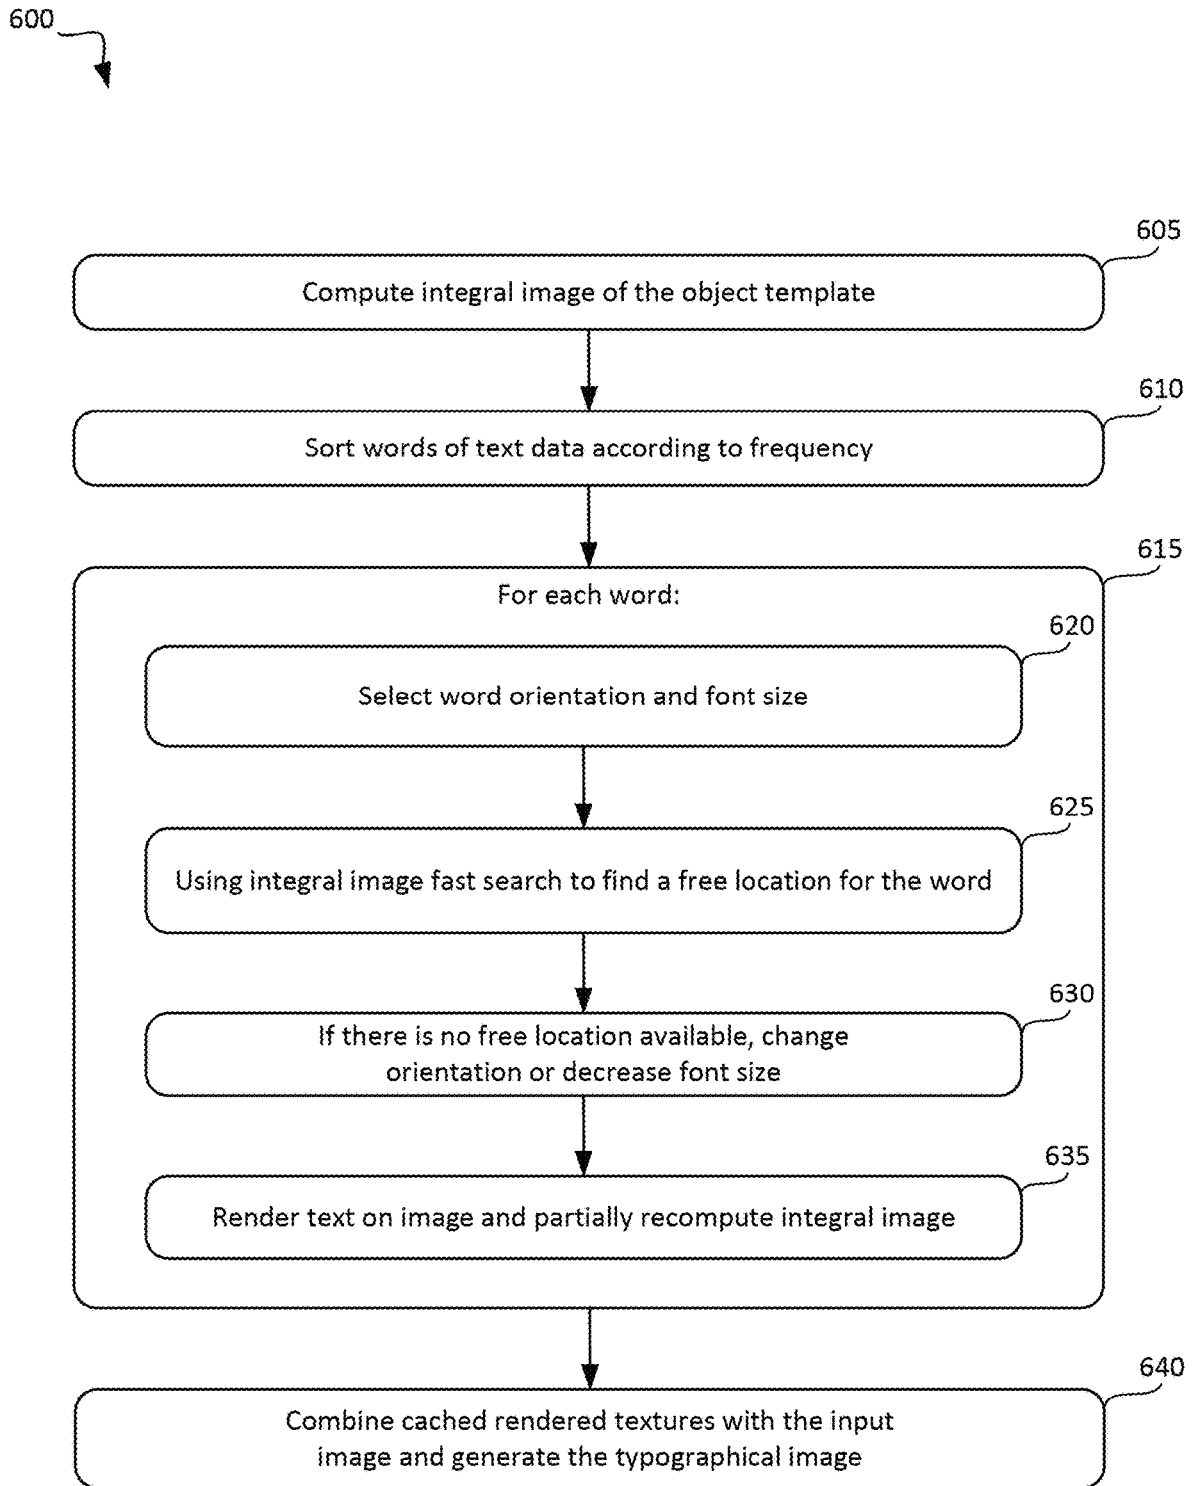 600
605
Compute integral image of the object template
610
Sort words of text data according to frequency
615
For each word:
620
Select word orientation and font size
625
Using integral image fast search to find a free location for the word
630
If there is no free location available, change
orientation or decrease font size
635
Render text on image and partially recompute integral image
640
Combine cached rendered textures with the input
image and generate the typographical image